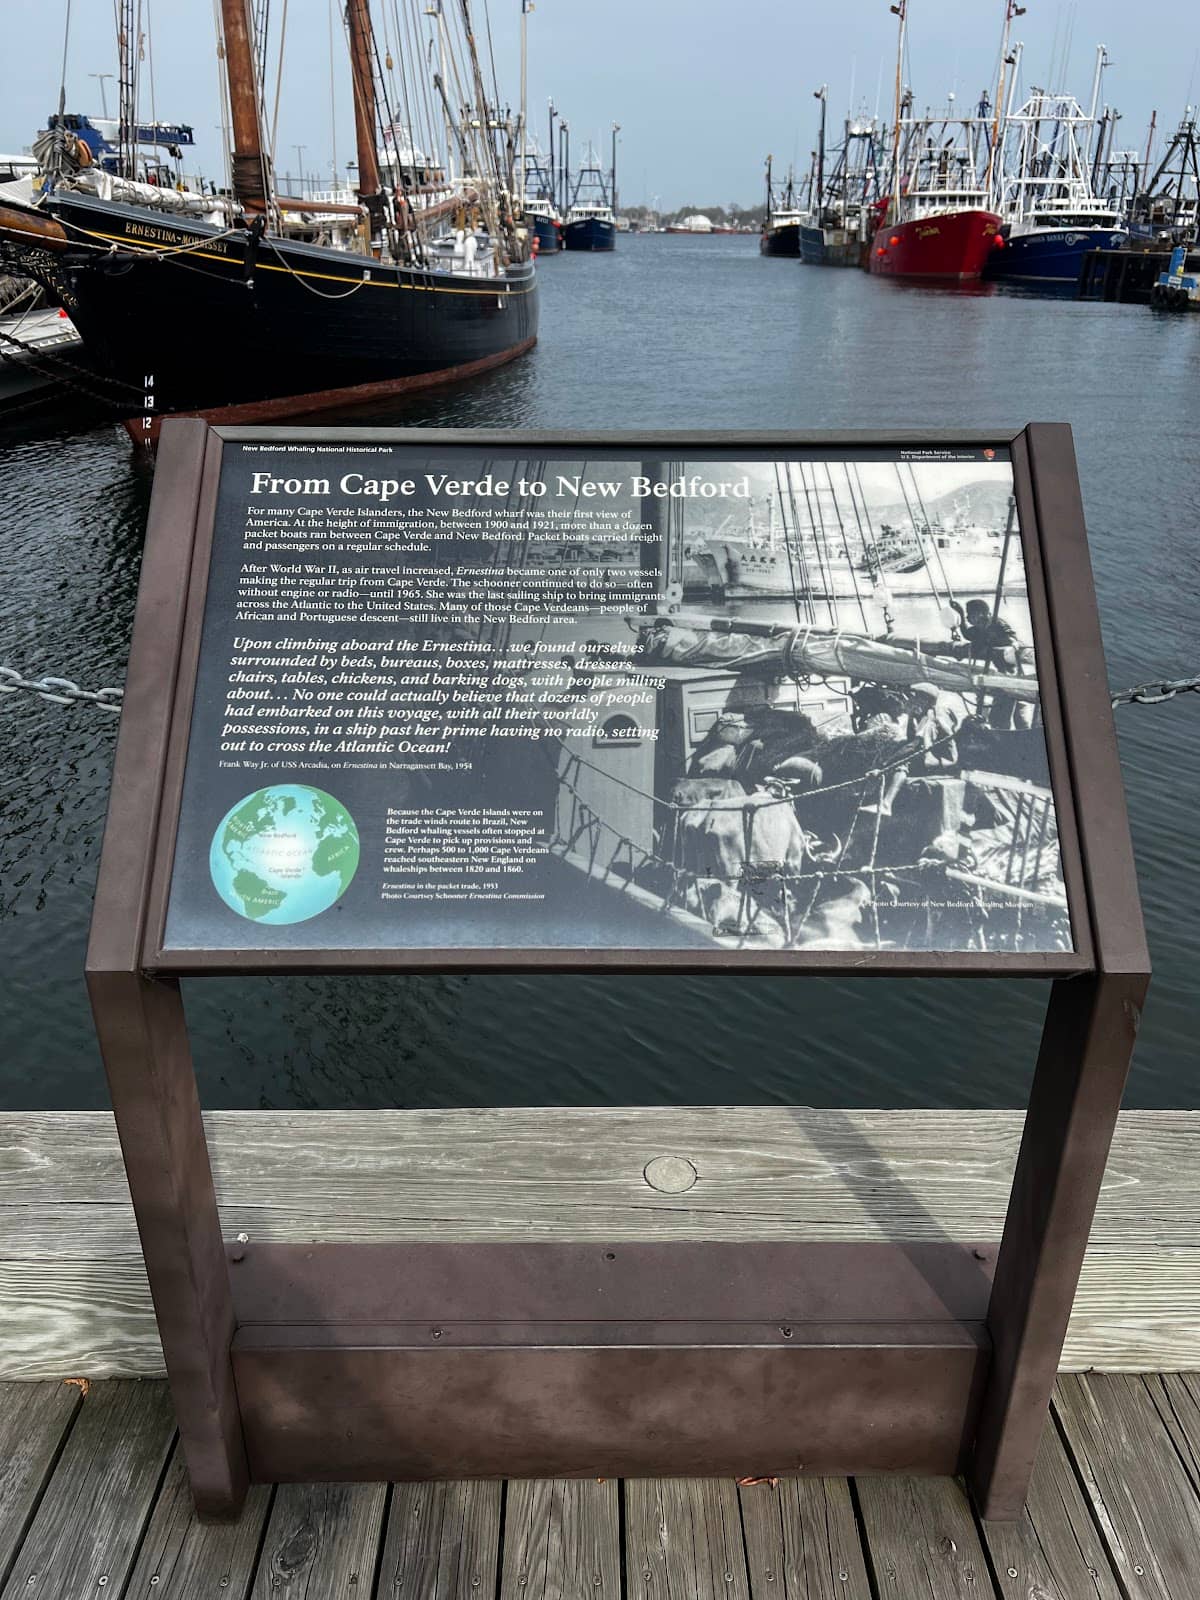 ERNESTINA-MORRISSEY
14
13
12
11
New Bedford Whaling National Historical Park
National Park Service
U.S. Department of the Interior
From Cape Verde to New Bedford
For many Cape Verde Islanders, the New Bedford wharf was their first view of
America. At the height of immigration, between 1900 and 1921, more than a dozen
packet boats ran between Cape Verde and New Bedford. Packet boats carried freight
and passengers on a regular schedule.
After World War II, as air travel increased, Ernestina became one of only two vessels
making the regular trip from Cape Verde. The schooner continued to do so—often
without engine or radio—until 1965. She was the last sailing ship to bring immigrants
across the Atlantic to the United States. Many of those Cape Verdeans—people of
African and Portuguese descent—still live in the New Bedford area.
Upon climbing aboard the Ernestina...we found ourselves
surrounded by beds, bureaus, boxes, mattresses, dressers,
chairs, tables, chickens, and barking dogs, with people milling
about... No one could actually believe that dozens of people
had embarked on this voyage, with all their worldly
possessions, in a ship past her prime having no radio, setting
out to cross the Atlantic Ocean!
Frank Way Jr. of USS Arcadia, on Ernestina in Narragansett Bay, 1954
New Bedford
ATLANTIC OCEAN
AFRICA
Cape Verde
Islands
Brazil
AMERICA
Because the Cape Verde Islands were on
the trade winds route to Brazil, New
Bedford whaling vessels often stopped at
Cape Verde to pick up provisions and
crew. Perhaps 500 to 1,000 Cape Verdeans
reached southeastern New England on
whaleships between 1820 and 1860.
Ernestina in the packet trade, 1953
Photo Courtsey Schooner Ernestina Commission
Photo Courtesy of New Bedford Whaling Museum